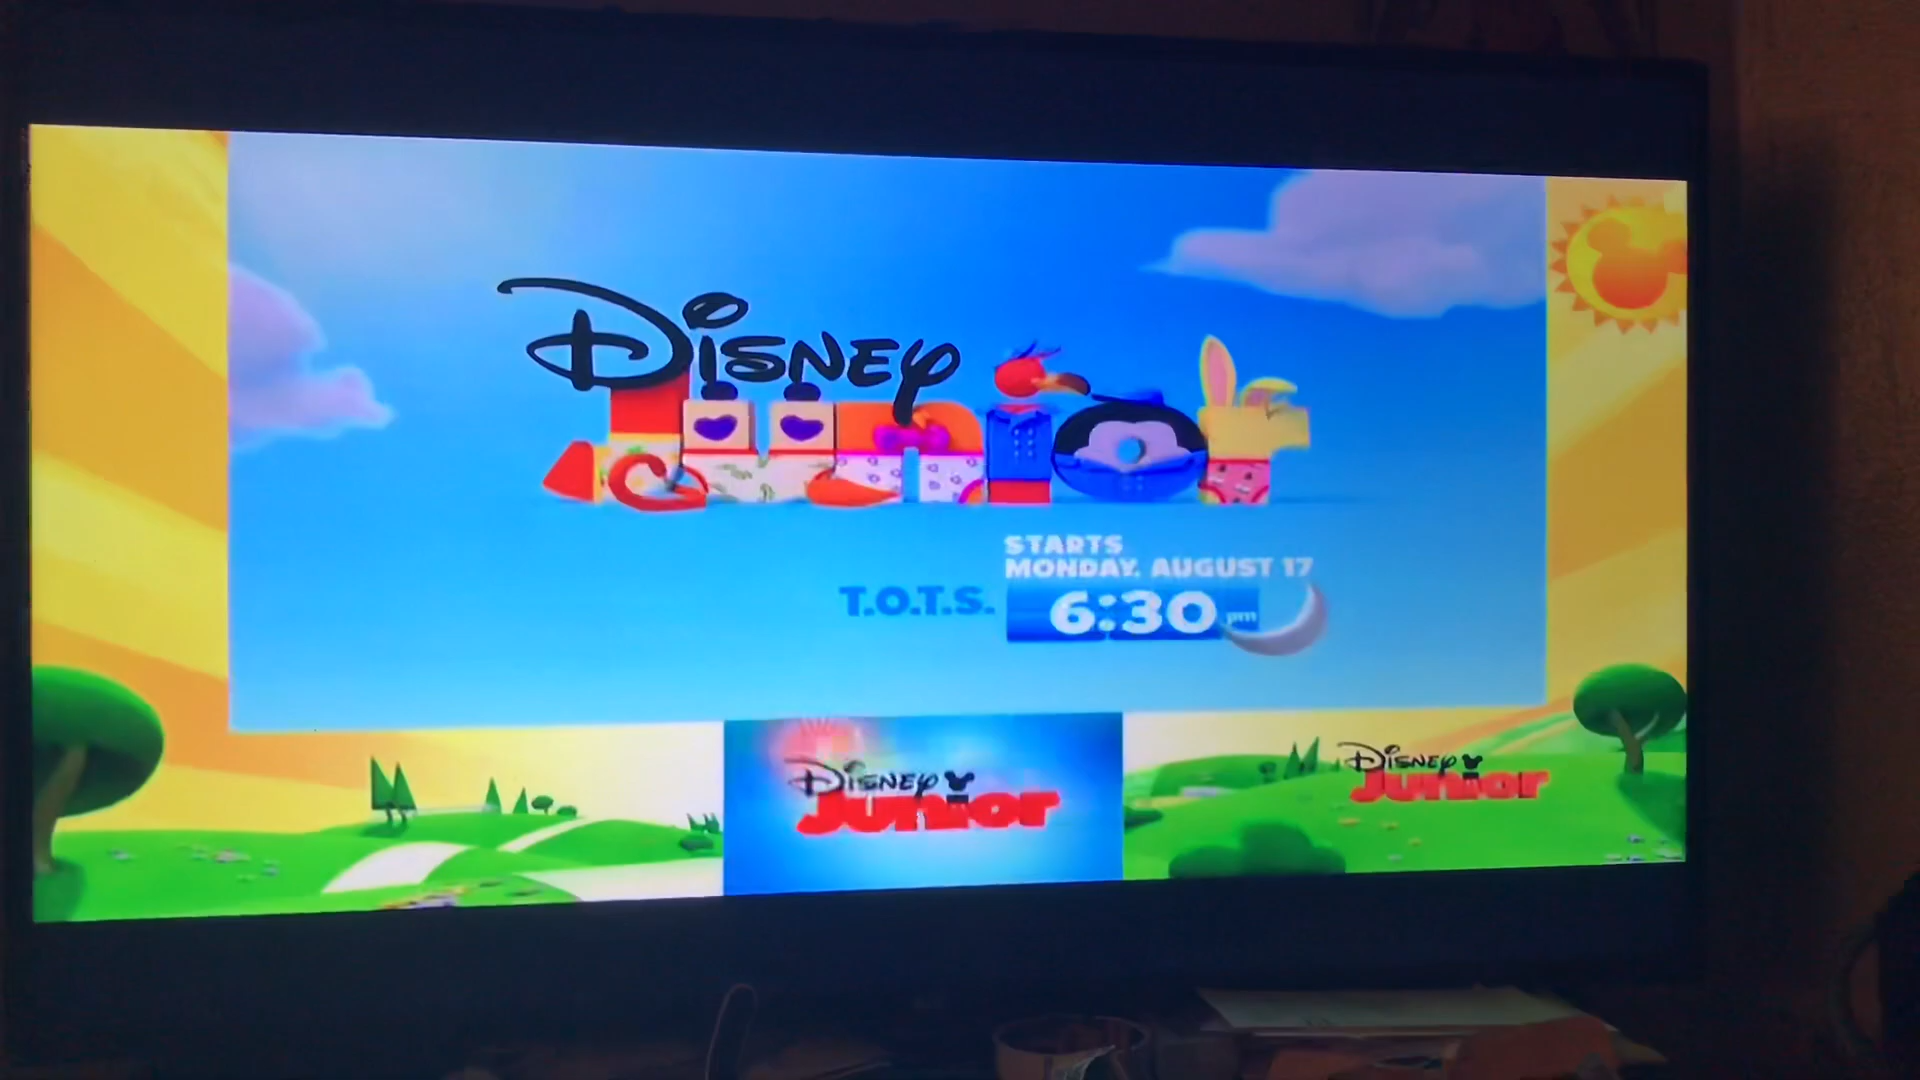 Disney
Junior
STARTS
MONDAY, AUGUST 17
T.O.T.S.
6:30 pm
Disney
Junior
Disney
Junior